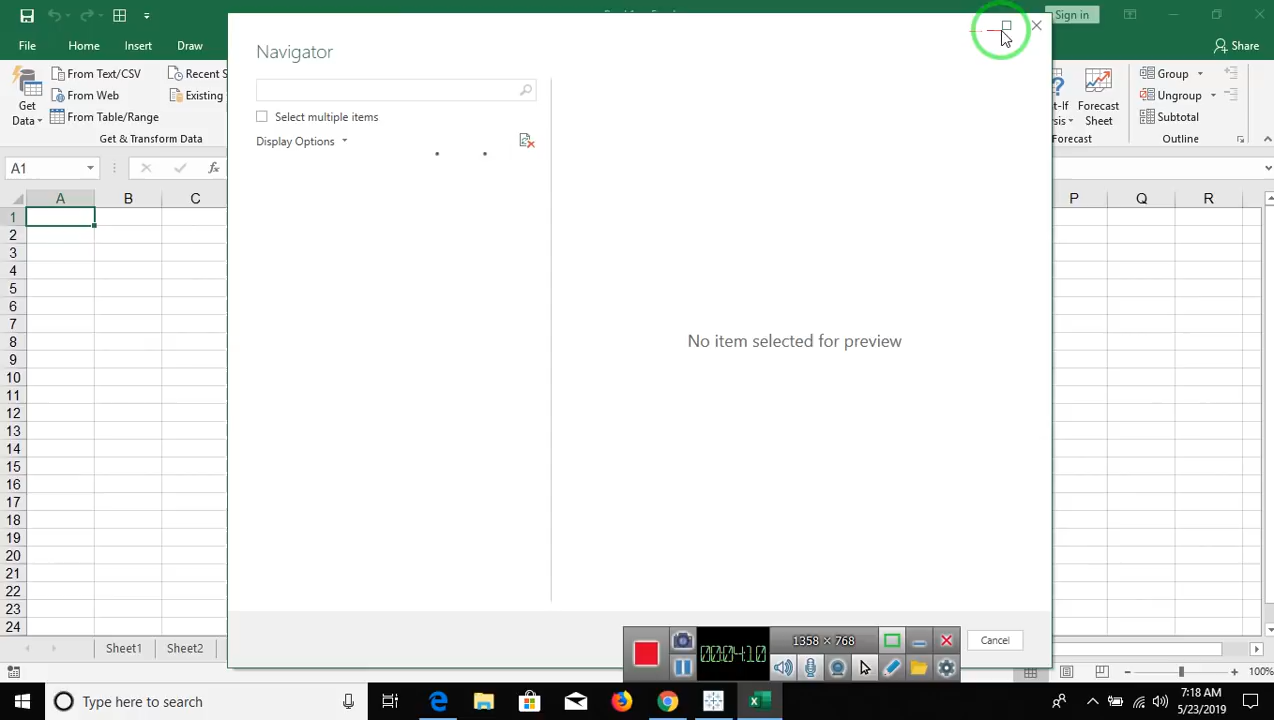 Sign in
File
Home
Insert
Draw
Share
Get
Data
From Text/CSV
From Web
From Table/Range
Recent S
Existing
Get & Transform Data
Forecast
Sheet
Forecast
Group
Ungroup
Subtotal
Outline
Navigator
Select multiple items
Display Options
No item selected for preview
Cancel
A1
fx
A B C P Q R
1
2
3
4
5
6
7
8
9
10
11
12
13
14
15
16
17
18
19
20
21
22
23
24
Sheet1
Sheet2
00:04:10
1358 × 768
100%
Type here to search
7:18 AM
5/23/2019